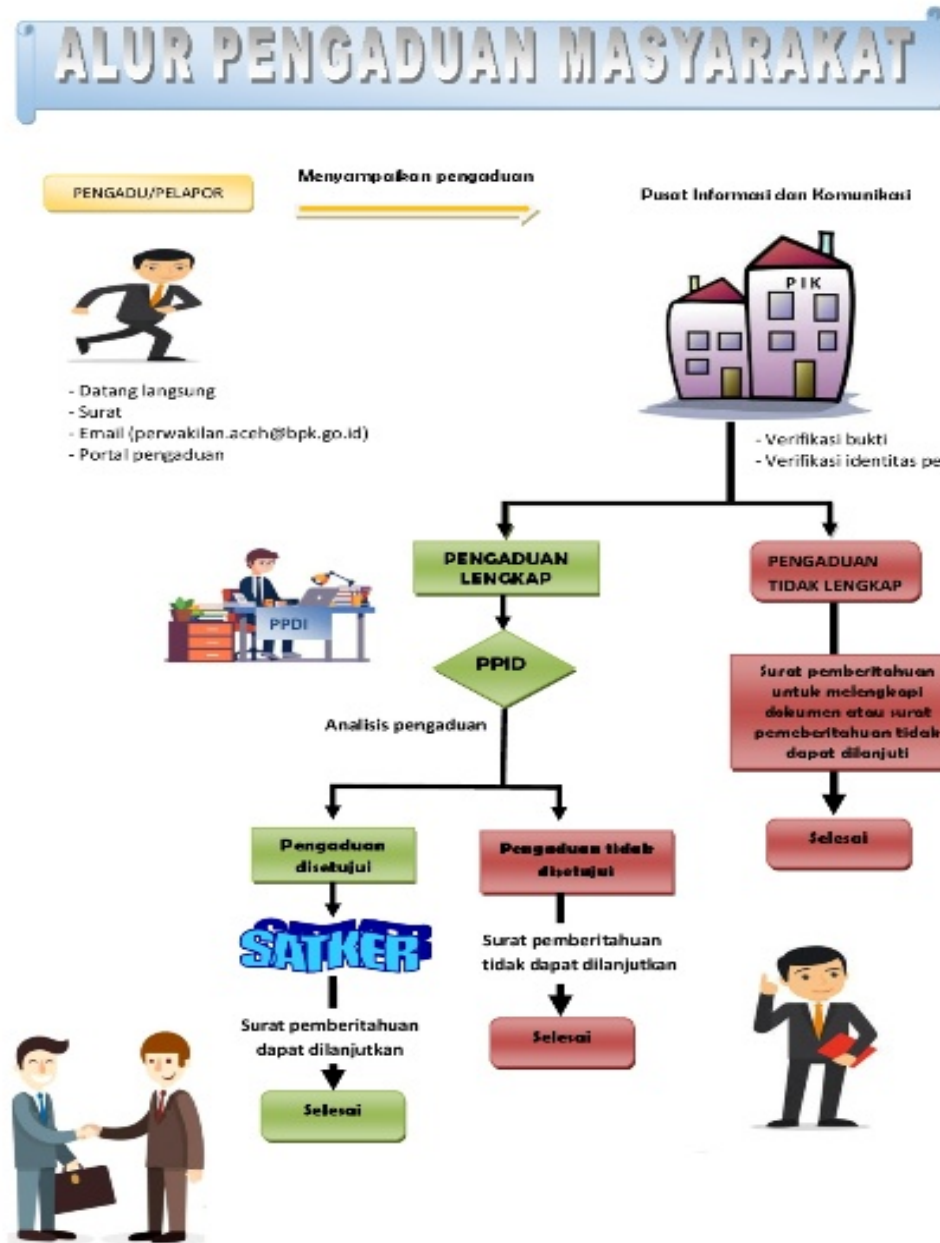 ALUR PENGADUAN MASYARAKAT
PENGADU/PELAPOR
Menyampaikan pengaduan
Pusat Informasi dan Komunikasi
PIK
- Datang langsung
- Surat
- Email (perwakilan.aceh@bpk.go.id)
- Portal pengaduan
- Verifikasi bukti
- Verifikasi identitas pe
PENGADUAN
LENGKAP
PENGADUAN
TIDAK LENGKAP
PPDI
PPID
Analisis pengaduan
Surat pemberitahuan
untuk melengkapi
dokumen atau surat
pemeberitahuan tidak
dapat dilanjuti
Selesai
Pengaduan
disetujui
Pengaduan tidak
disetujui
SATKER
Surat pemberitahuan
tidak dapat dilanjutkan
Selesai
Surat pemberitahuan
dapat dilanjutkan
Selesai